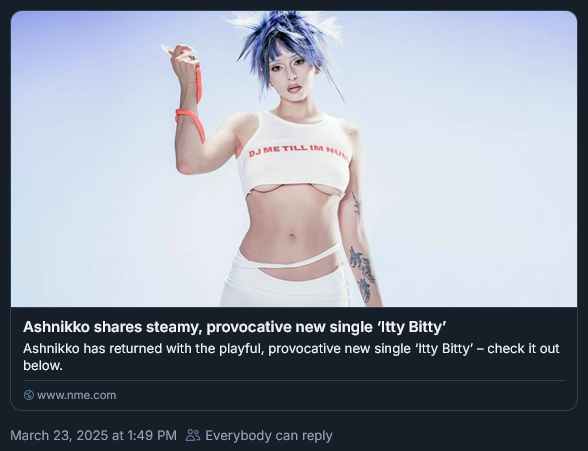 DJ ME TILL IM NUM
Ashnikko shares steamy, provocative new single ‘Itty Bitty’
Ashnikko has returned with the playful, provocative new single ‘Itty Bitty’ – check it out
below.
www.nme.com
March 23, 2025 at 1:49 PM Everybody can reply